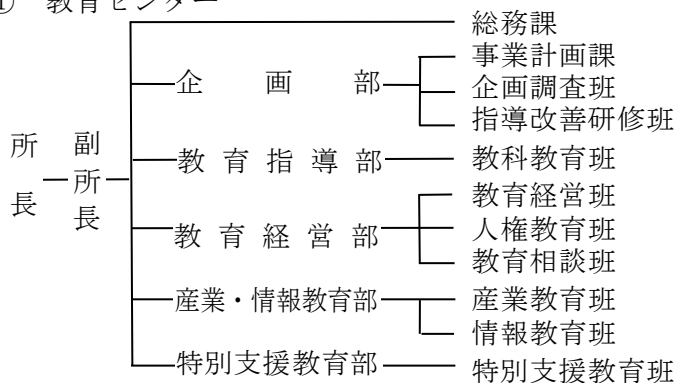 ① 教育センター
所長
副所長
総務課
企画部
事業計画課
企画調査班
指導改善研修班
教育指導部
教科教育班
教育経営部
教育経営班
人権教育班
教育相談班
産業・情報教育部
産業教育班
情報教育班
特別支援教育部
特別支援教育班